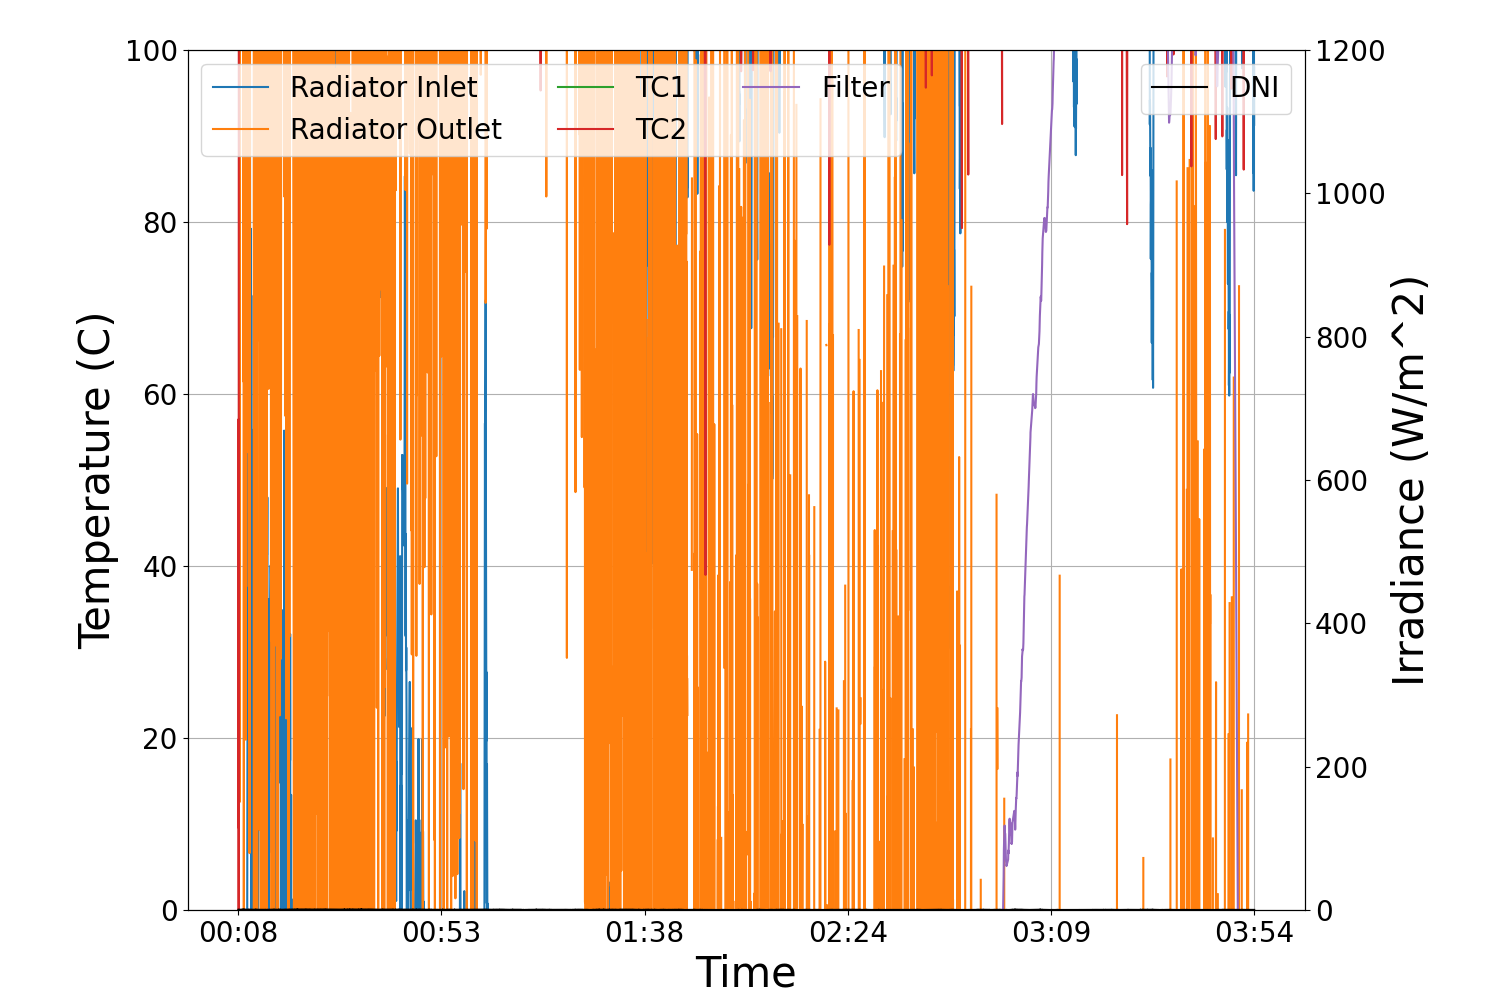 100
80
60
40
20
0
Temperature (C)
Radiator Inlet
Radiator Outlet
TC1
TC2
Filter
DNI
1200
1000
800
600
400
200
0
Irradiance (W/m^2)
00:08
00:53
01:38
02:24
03:09
03:54
Time